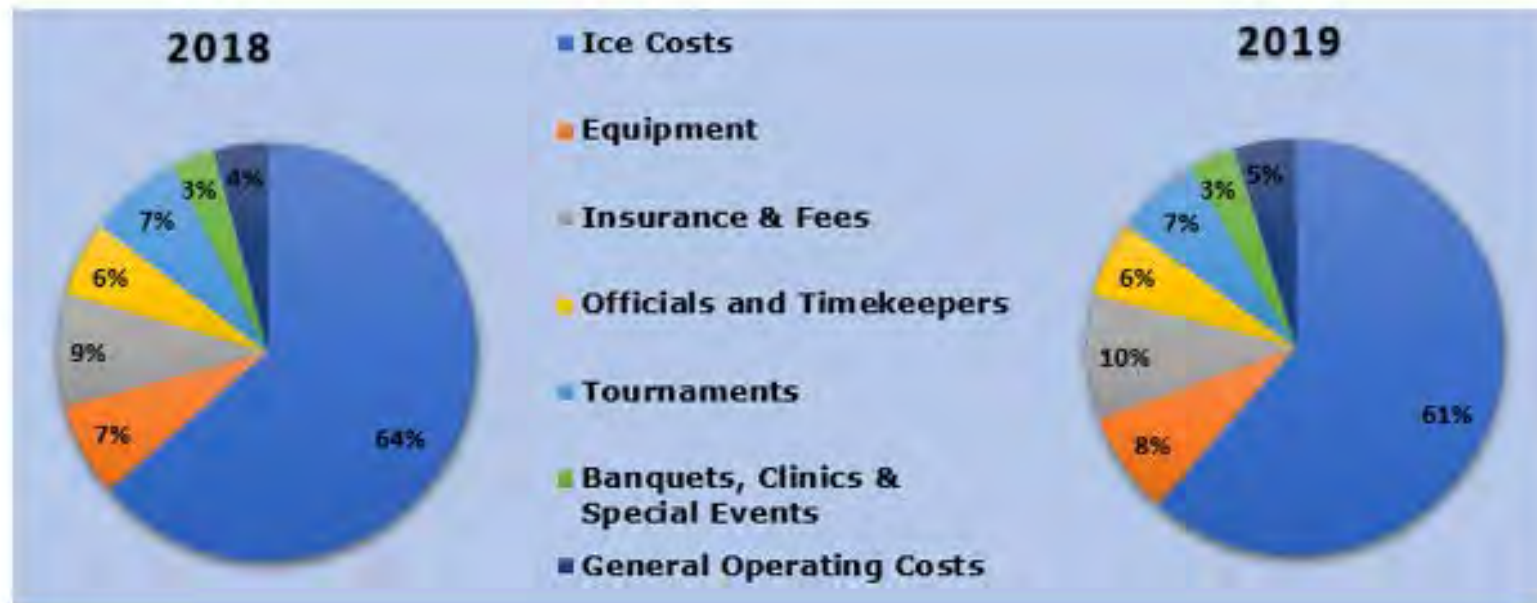 2018
4%
3%
7%
6%
9%
7%
64%
Ice Costs
Equipment
Insurance & Fees
Officials and Timekeepers
Tournaments
Banquets, Clinics &
Special Events
General Operating Costs
2019
5%
3%
7%
6%
10%
8%
61%